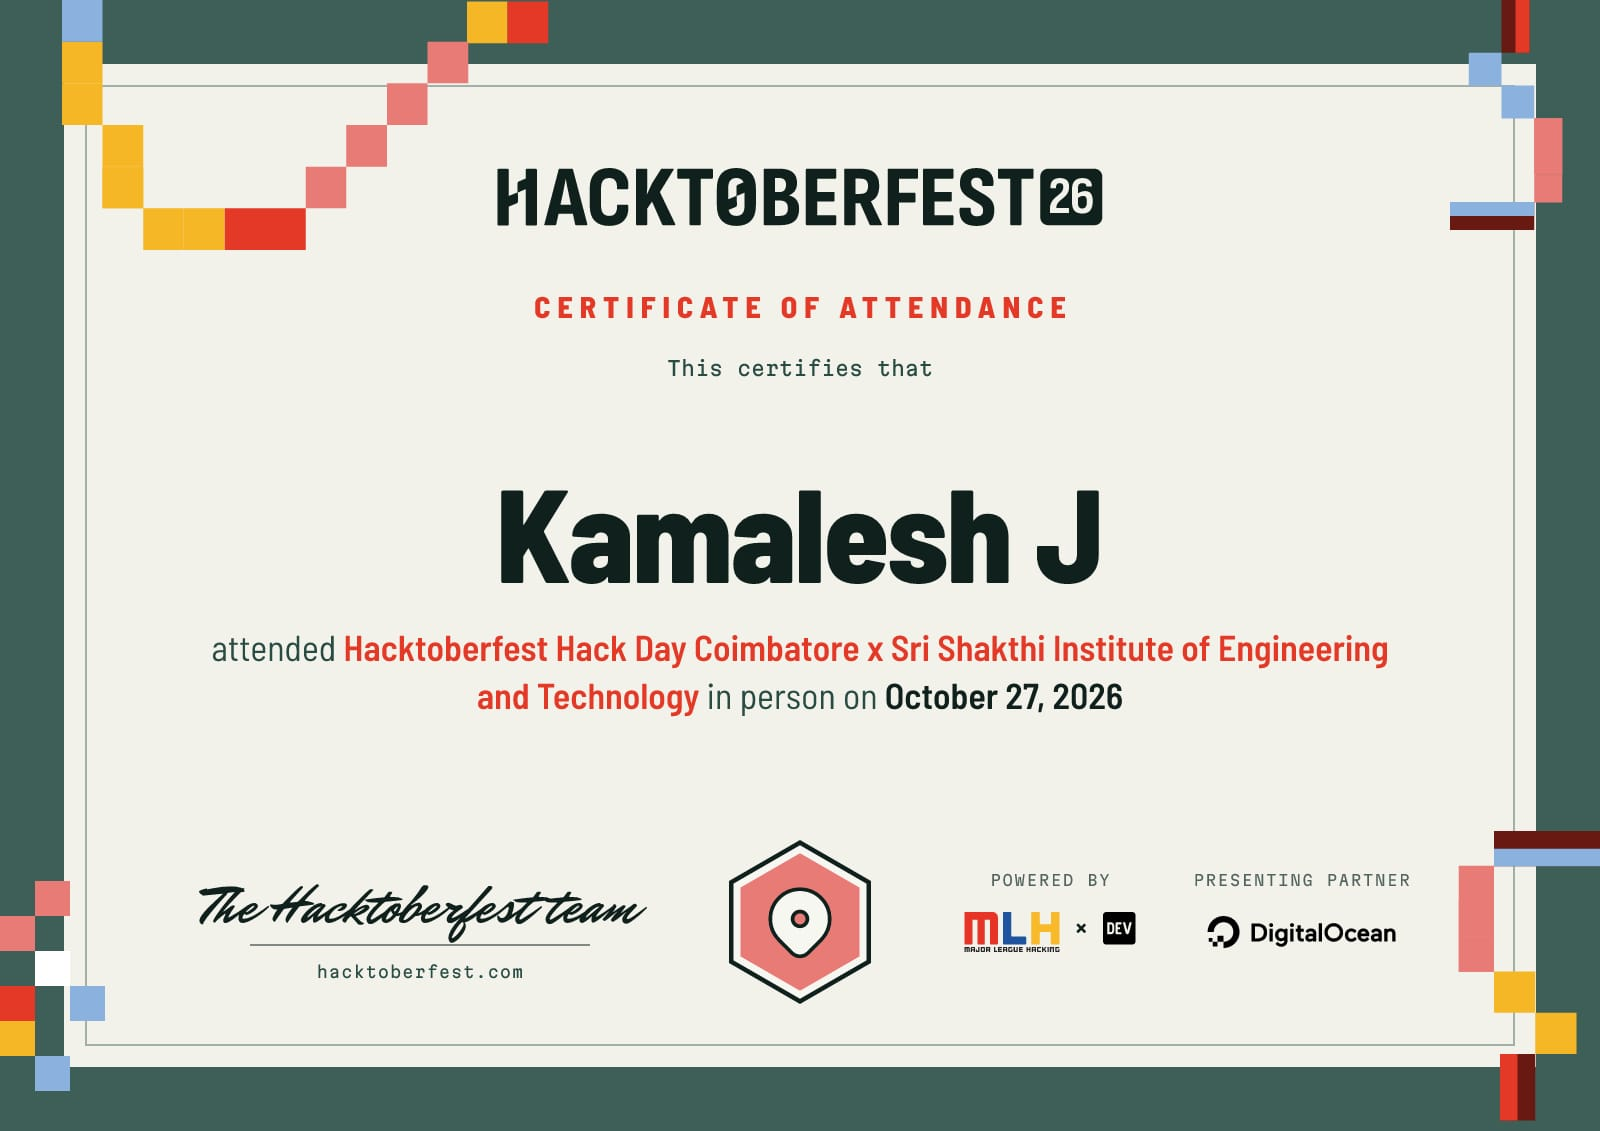 HACKTOBERFEST 26
CERTIFICATE OF ATTENDANCE
This certifies that
Kamalesh J
attended Hacktoberfest Hack Day Coimbatore x Sri Shakthi Institute of Engineering
and Technology in person on October 27, 2026
The Hacktoberfest team
hacktoberfest.com
POWERED BY
MLH × DEV
MAJOR LEAGUE HACKING
PRESENTING PARTNER
DigitalOcean